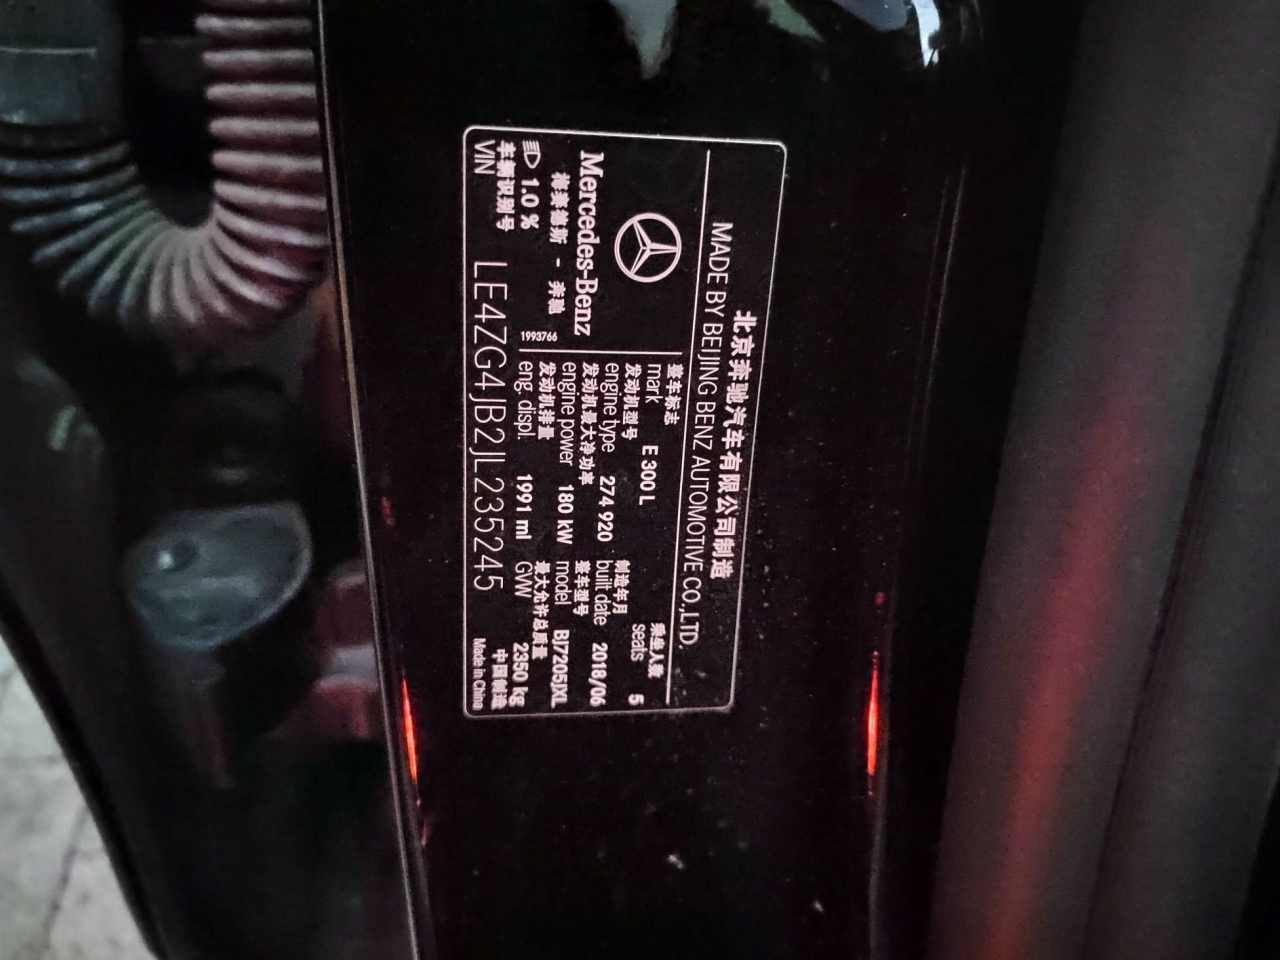 北京奔驰汽车有限公司制造
MADE BY BEIJING BENZ AUTOMOTIVE CO.,LTD.
Mercedes-Benz
梅赛德斯 - 奔驰
1.0 %
1993766
整车标志
mark E 300 L
乘坐人数
seats 5
发动机型号
engine type 274 920
制造年月
built date 2018/06
发动机最大净功率
engine power 180 kW
整车型号
model BJ7205JXL
发动机排量
eng. displ. 1991 ml
最大允许总质量
GVW 2350 kg
车辆识别号
VIN LE4ZG4JB2JL235245
中国制造
Made in China